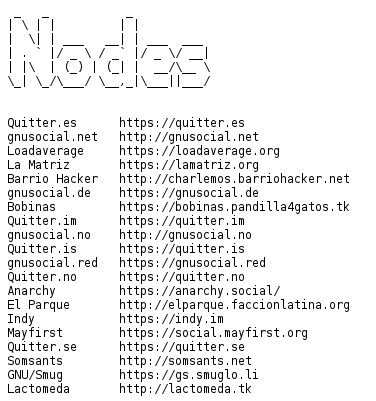 Nodes
Quitter.es https://quitter.es
gnusocial.net http://gnusocial.net
Loadaverage https://loadaverage.org
La Matriz https://lamatriz.org
Barrio Hacker http://charlemos.barriohacker.net
gnusocial.de https://gnusocial.de
Bobinas https://bobinas.pandilla4gatos.tk
Quitter.im https://quitter.im
gnusocial.no http://gnusocial.no
Quitter.is https://quitter.is
gnusocial.red https://gnusocial.red
Quitter.no https://quitter.no
Anarchy https://anarchy.social/
El Parque http://elparque.faccionlatina.org
Indy https://indy.im
Mayfirst https://social.mayfirst.org
Quitter.se https://quitter.se
Somsants http://somsants.net
GNU/Smug https://gs.smuglo.li
Lactomeda http://lactomeda.tk